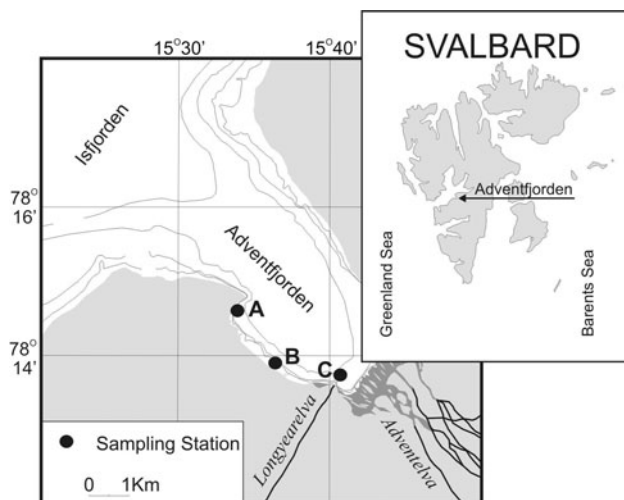 15°30'
15°40'
SVALBARD
Isfjorden
78°
16'
Adventfjorden
Adventfjorden
Greenland Sea
Barents Sea
A
B
C
78°
14'
Longyearelva
Adventelva
Sampling Station
0 1Km